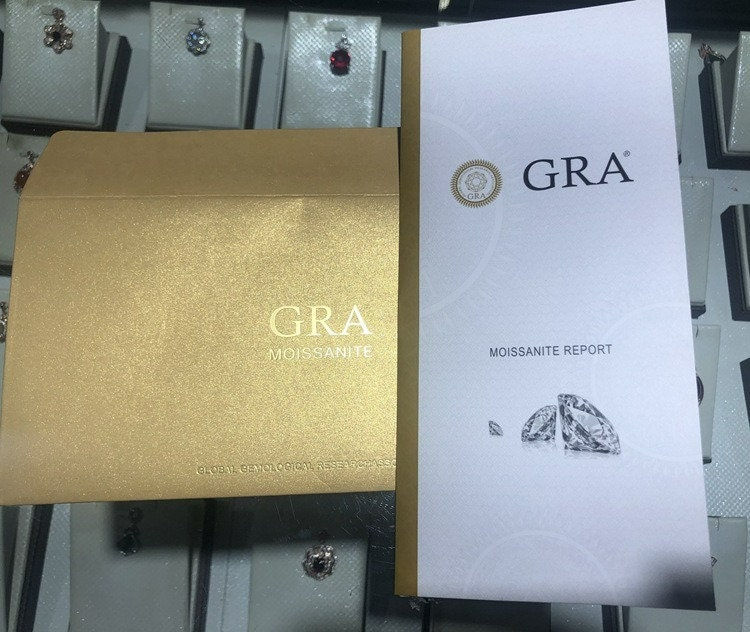 GRA
MOISSANITE
GLOBAL GEMOLOGICAL RESEARCH
GRA®
GRA
MOISSANITE REPORT